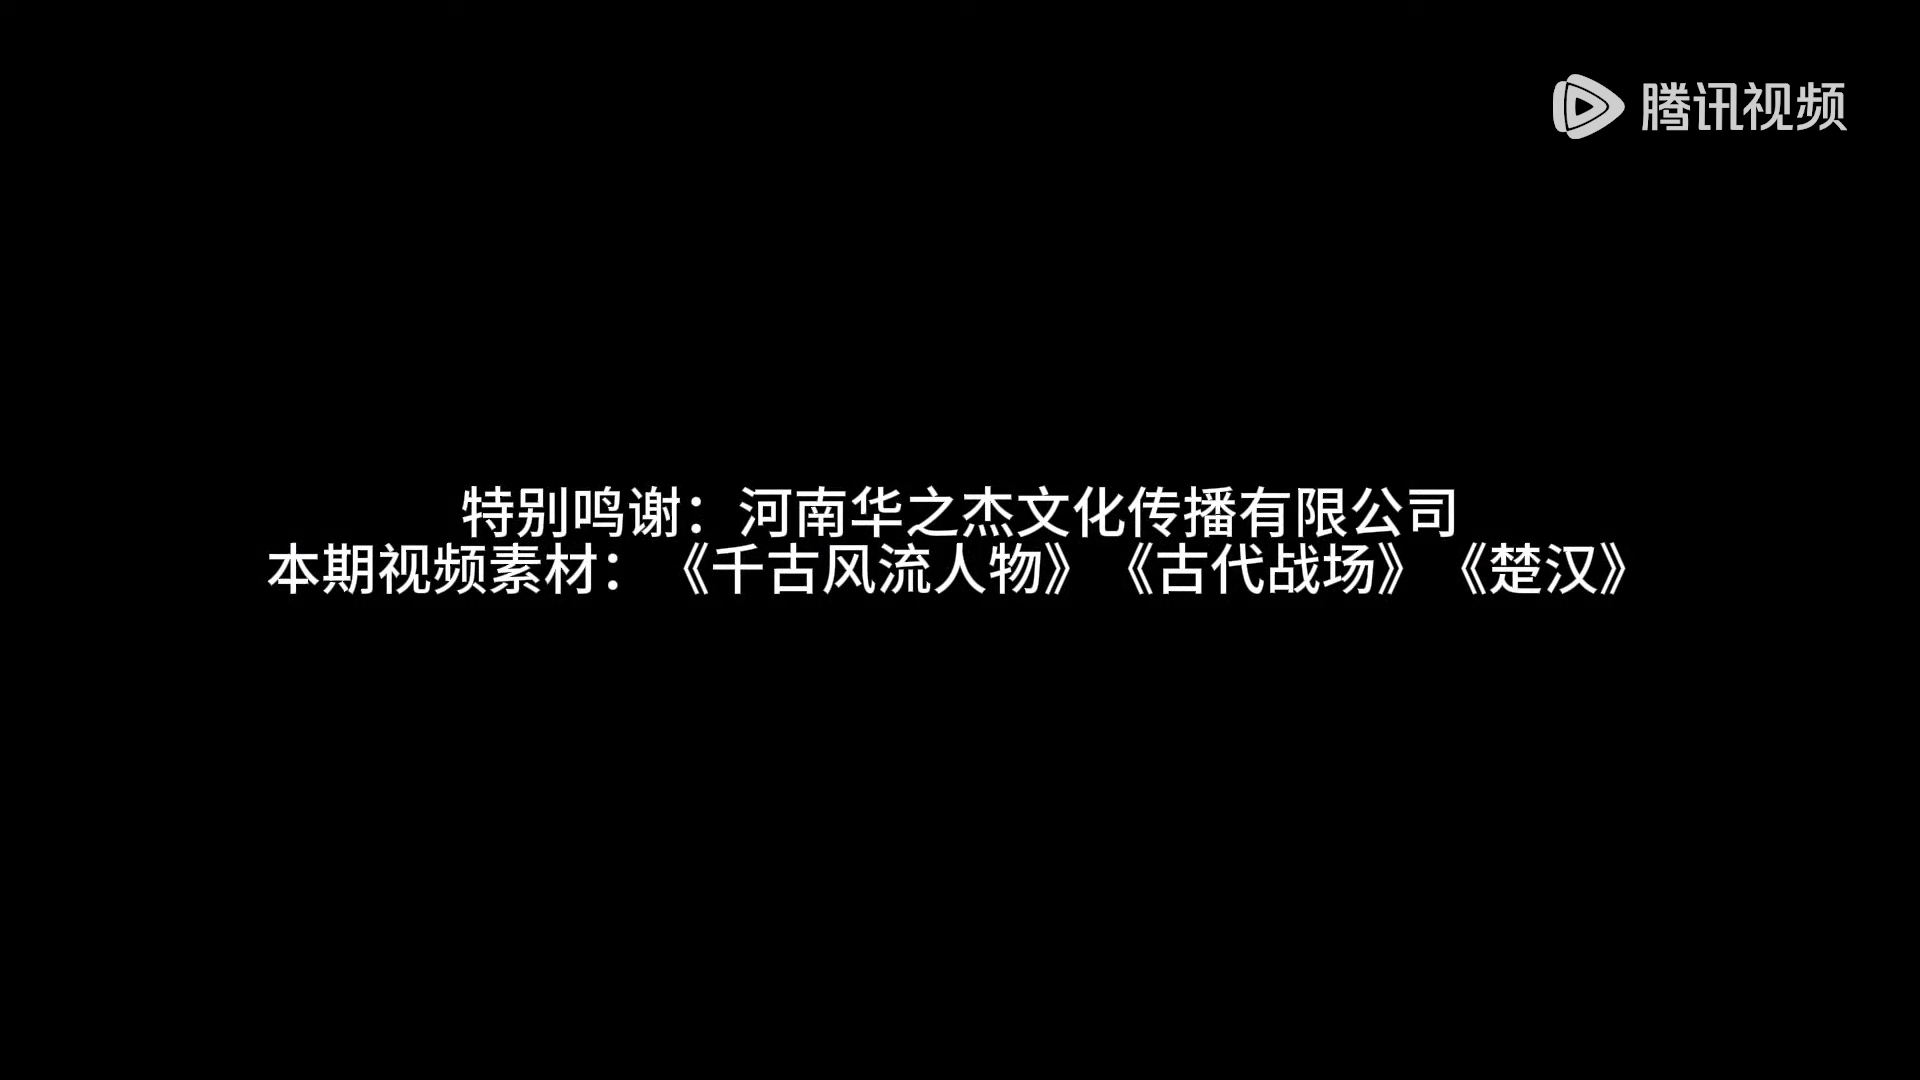 腾讯视频
特别鸣谢：河南华之杰文化传播有限公司
本期视频素材：《千古风流人物》《古代战场》《楚汉》